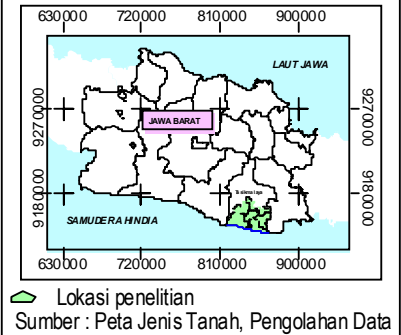 630000 720000 810000 900000
LAUT JAWA
9270000 JAWA BARAT 9270000
9180000 Tasikmalaya 9180000
SAMUDERA HINDIA
630000 720000 810000 900000
Lokasi penelitian
Sumber : Peta Jenis Tanah, Pengolahan Data